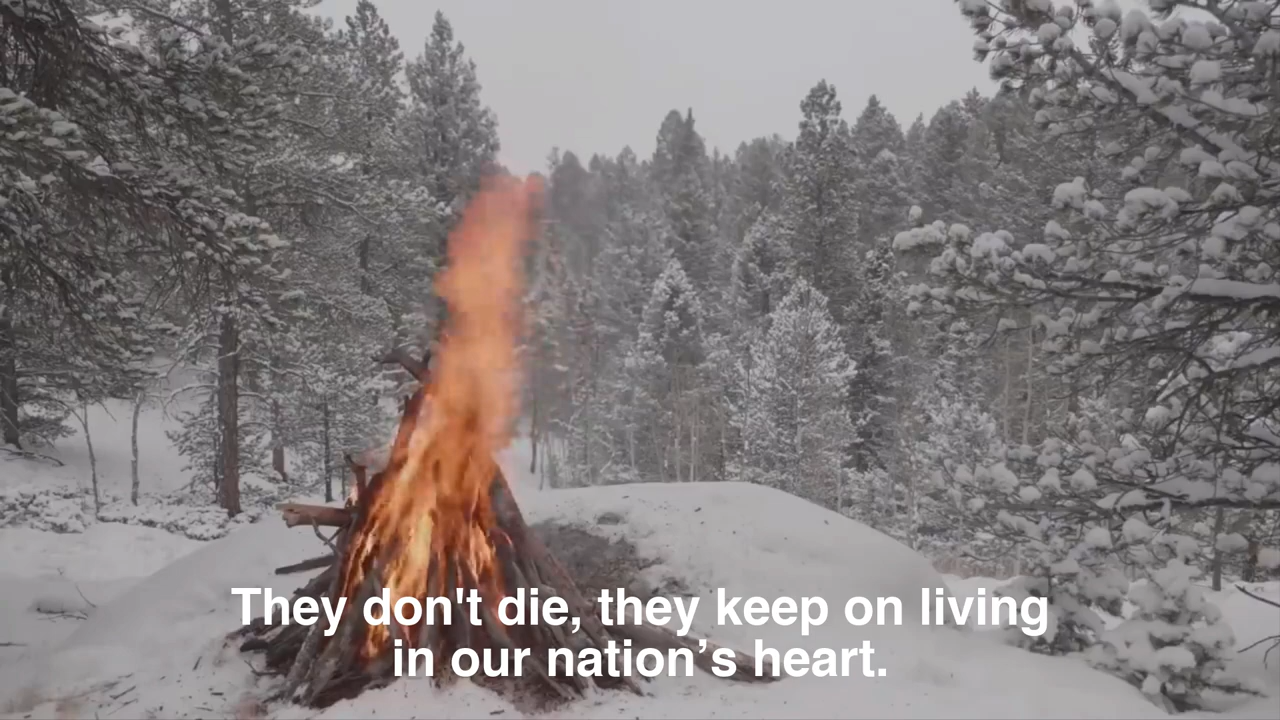 They don't die, they keep on living
in our nation’s heart.